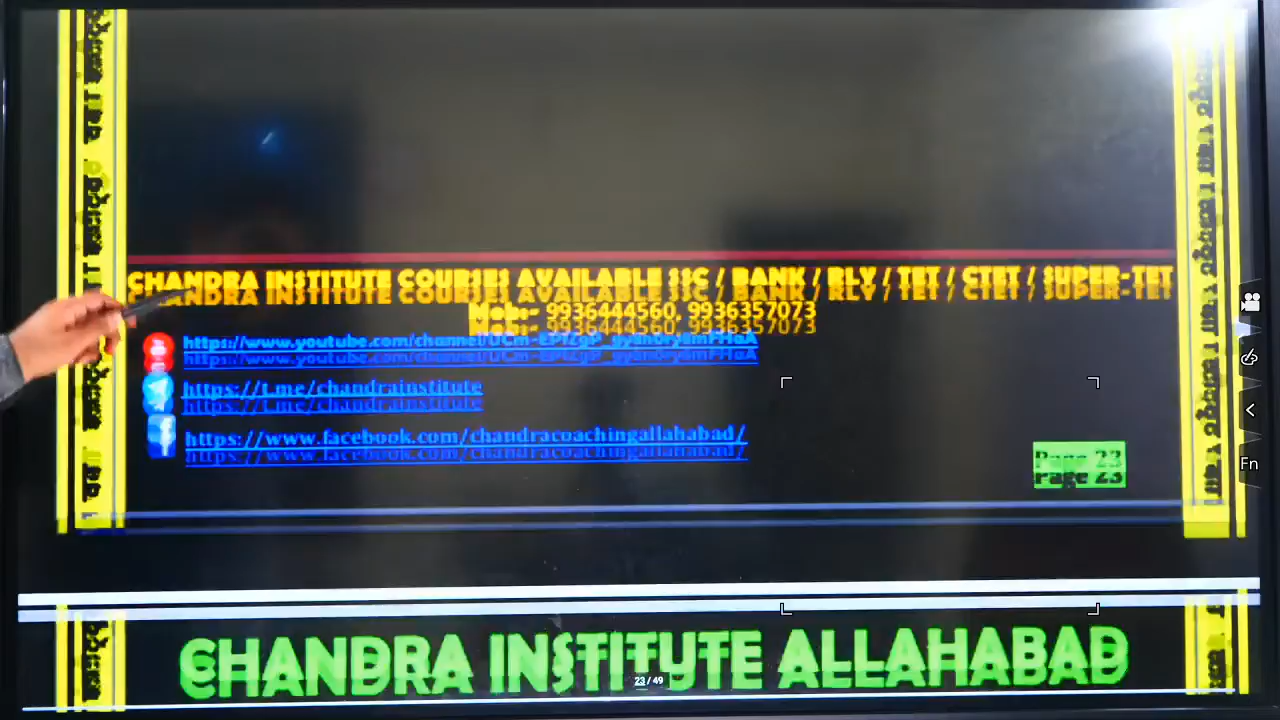 CHANDRA INSTITUTE COURSES AVAILABLE SSC / BANK / RLY / TET / CTET / SUPER-TET
Mob:- 9936444560, 9936357073
https://t.me/chandrainstitute
https://www.facebook.com/chandracoachingallahabad/
Page 23
Fn
CHANDRA INSTITUTE ALLAHABAD
23 / 49